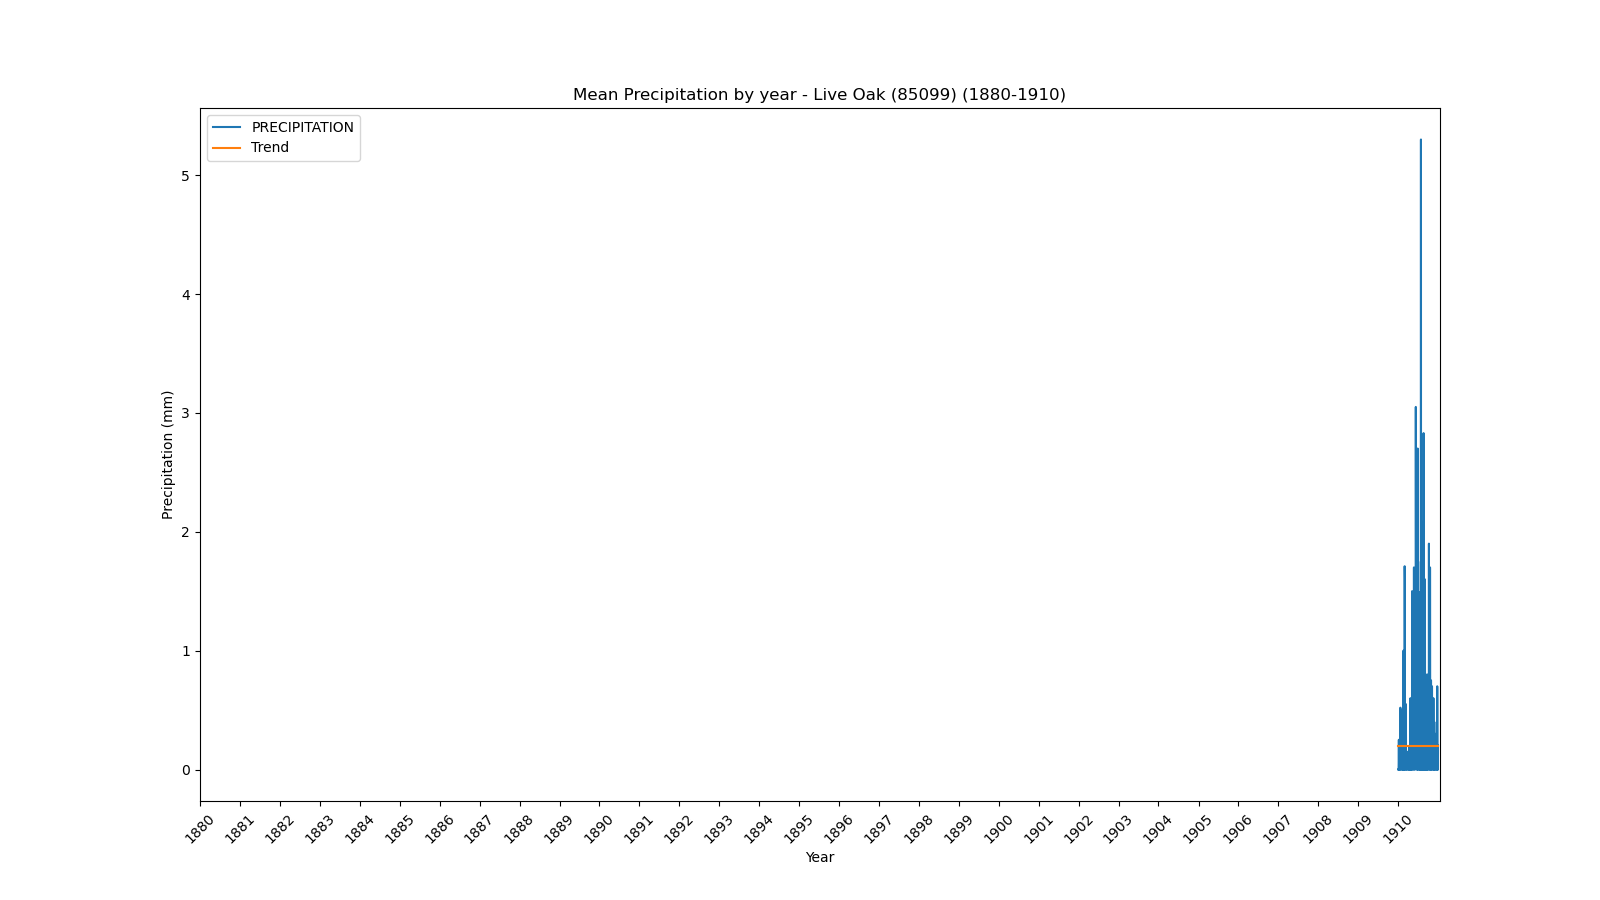 Mean Precipitation by year - Live Oak (85099) (1880-1910)
PRECIPITATION
Trend
5
4
3
2
1
0
Precipitation (mm)
1880 1881 1882 1883 1884 1885 1886 1887 1888 1889 1890 1891 1892 1893 1894 1895 1896 1897 1898 1899 1900 1901 1902 1903 1904 1905 1906 1907 1908 1909 1910
Year